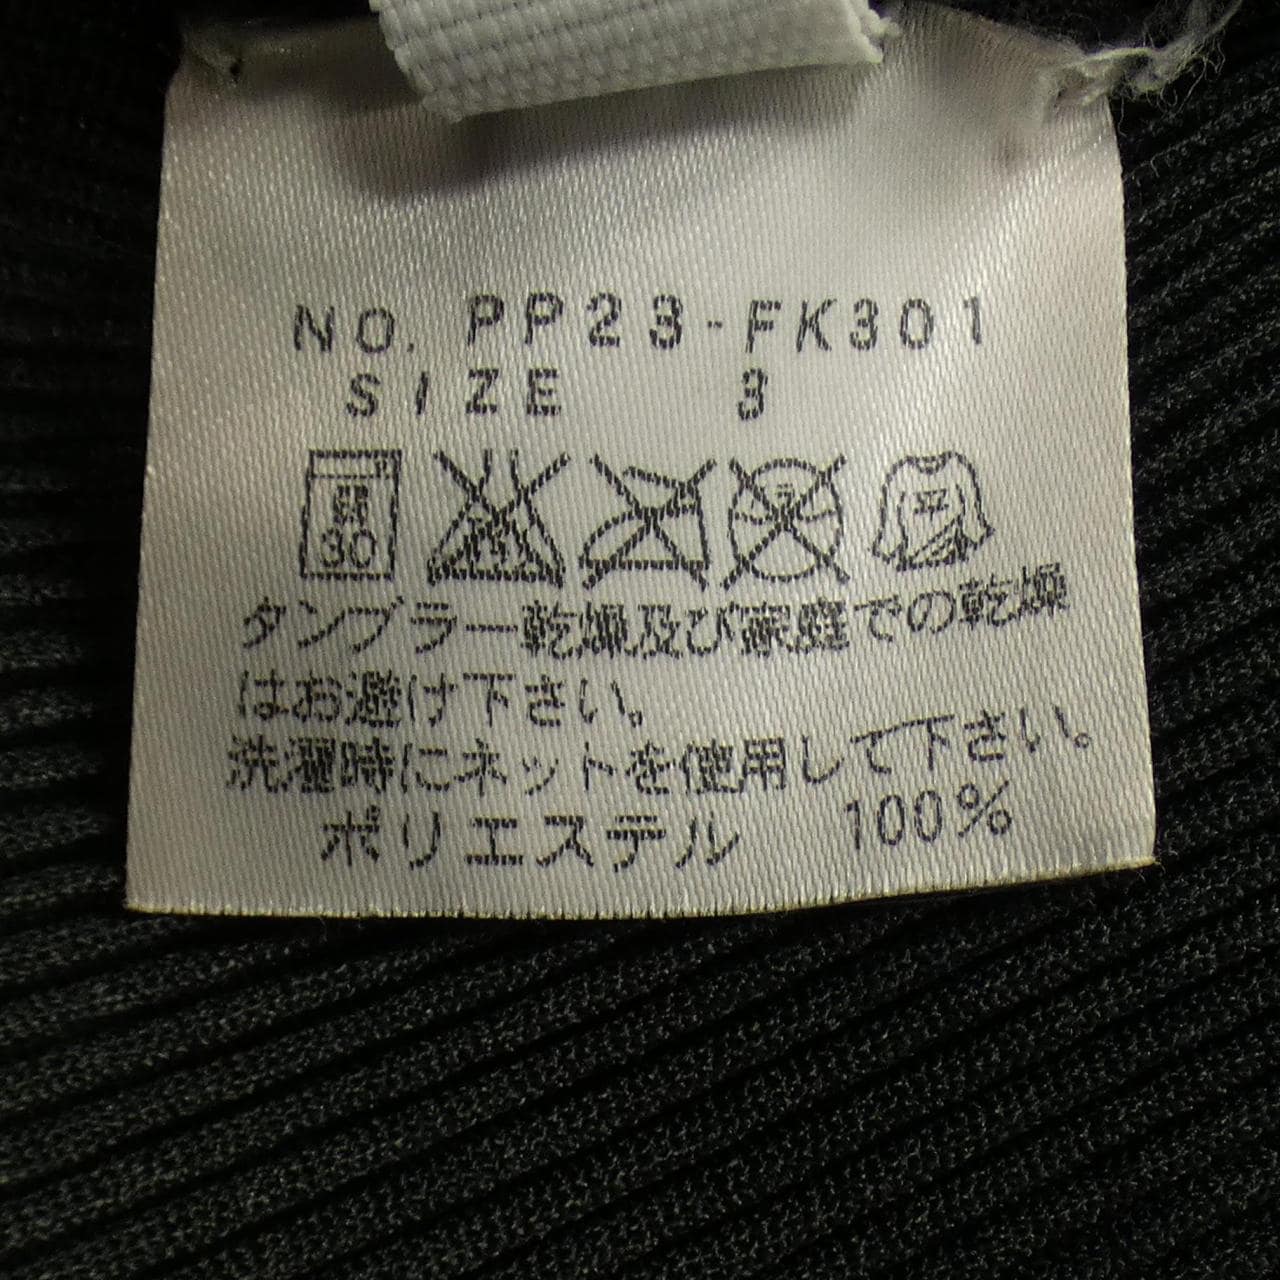 NO. PP23-FK301
SIZE 3
30
タンブラー乾燥及び家庭での乾燥
はお避け下さい。
洗濯時にネットを使用して下さい。
ポリエステル 100%